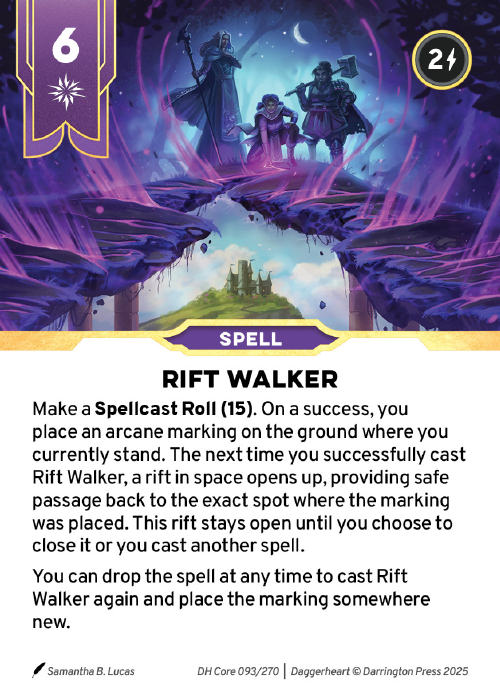 6
2
SPELL
RIFT WALKER
Make a Spellcast Roll (15). On a success, you
place an arcane marking on the ground where you
currently stand. The next time you successfully cast
Rift Walker, a rift in space opens up, providing safe
passage back to the exact spot where the marking
was placed. This rift stays open until you choose to
close it or you cast another spell.
You can drop the spell at any time to cast Rift
Walker again and place the marking somewhere
new.
Samantha B. Lucas DH Core 093/270 | Daggerheart © Darrington Press 2025